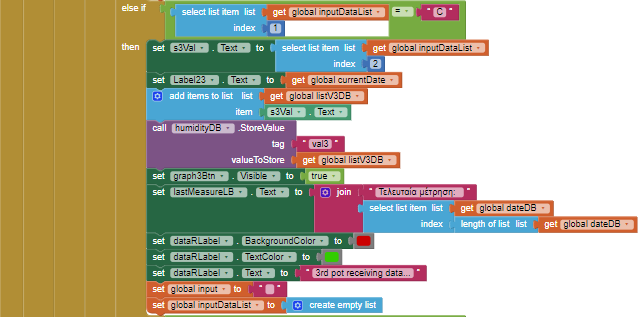 else if select list item list get global inputDataList = " C "
index 1
then set s3Val . Text to select list item list get global inputDataList
index 2
set Label23 . Text to get global currentDate
add items to list list get global listV3DB
item s3Val . Text
call humidityDB .StoreValue
tag " val3 "
valueToStore get global listV3DB
set graph3Btn . Visible to true
set lastMeasureLB . Text to join " Τελευταία μέτρηση: "
select list item list get global dateDB
index length of list list get global dateDB
set dataRLabel . BackgroundColor to
set dataRLabel . TextColor to
set dataRLabel . Text to " 3rd pot receiving data... "
set global input to " "
set global inputDataList to create empty list